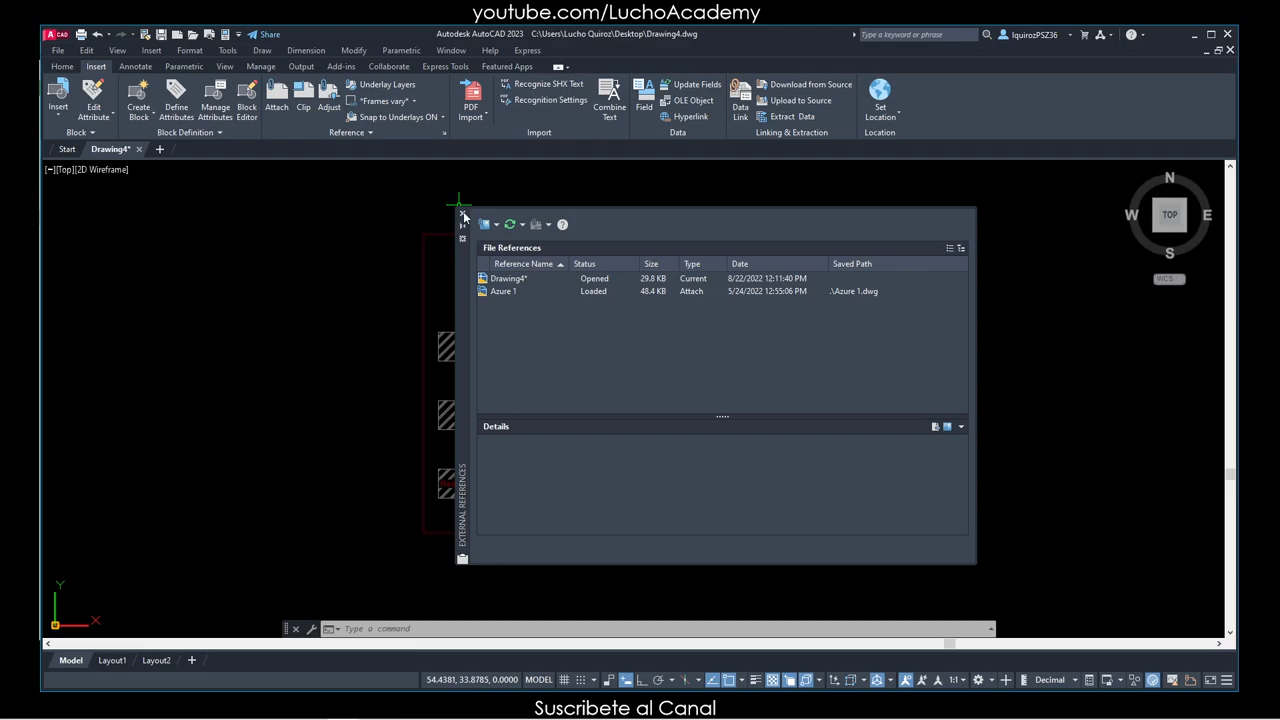 youtube.com/LuchoAcademy
CAD Share Autodesk AutoCAD 2023 C:\Users\Lucho Quiroz\Desktop\Drawing4.dwg Type a keyword or phrase lquirozPSZ36
File Edit View Insert Format Tools Draw Dimension Modify Parametric Window Help Express
Home Insert Annotate Parametric View Manage Output Add-ins Collaborate Express Tools Featured Apps
Insert Edit Attribute Create Block Define Attributes Manage Attributes Block Editor Attach Clip Adjust Underlay Layers *Frames vary* Snap to Underlays ON PDF Import Recognize SHX Text Recognition Settings Combine Text Field Update Fields OLE Object Hyperlink Data Link Download from Source Upload to Source Extract Data Set Location
Block Block Definition Reference Import Data Linking & Extraction Location
Start Drawing4*
[−][Top][2D Wireframe]
N
W TOP E
S
WCS
File References
Reference Name Status Size Type Date Saved Path
Drawing4* Opened 29.8 KB Current 8/22/2022 12:11:40 PM
Azure 1 Loaded 48.4 KB Attach 5/24/2022 12:55:06 PM .\Azure 1.dwg
Details
EXTERNAL REFERENCES
Y
X
Type a command
Model Layout1 Layout2
54.4381, 33.8785, 0.0000 MODEL 1:1 Decimal
Suscribete al Canal